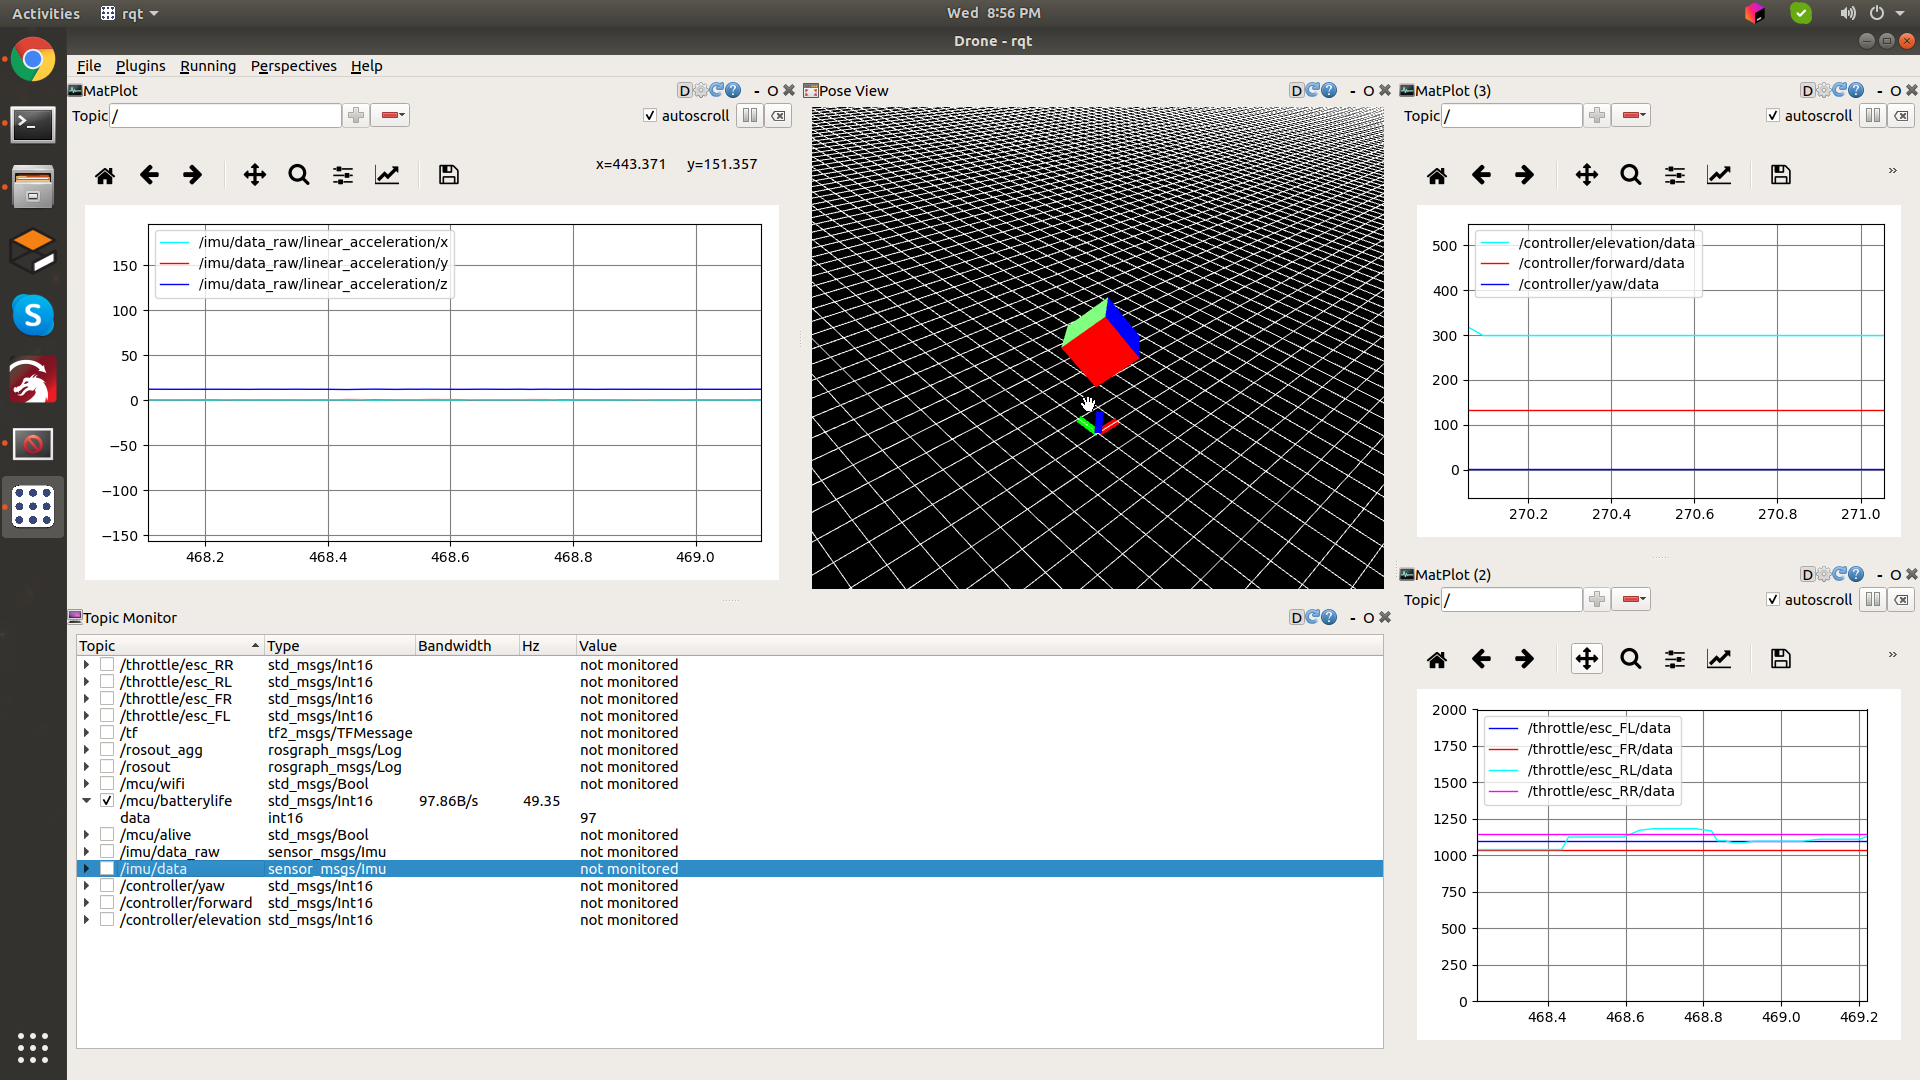 Activities rqt Wed 8:56 PM
Drone - rqt
File Plugins Running Perspectives Help
MatPlot D - O
Topic / autoscroll
x=443.371 y=151.357
/imu/data_raw/linear_acceleration/x
/imu/data_raw/linear_acceleration/y
/imu/data_raw/linear_acceleration/z
150
100
50
0
−50
−100
−150
468.2 468.4 468.6 468.8 469.0
Pose View D - O
MatPlot (3) D - O
Topic / autoscroll
»
/controller/elevation/data
/controller/forward/data
/controller/yaw/data
500
400
300
200
100
0
270.2 270.4 270.6 270.8 271.0
Topic Monitor D - O
Topic Type Bandwidth Hz Value
/throttle/esc_RR std_msgs/Int16 not monitored
/throttle/esc_RL std_msgs/Int16 not monitored
/throttle/esc_FR std_msgs/Int16 not monitored
/throttle/esc_FL std_msgs/Int16 not monitored
/tf tf2_msgs/TFMessage not monitored
/rosout_agg rosgraph_msgs/Log not monitored
/rosout rosgraph_msgs/Log not monitored
/mcu/wifi std_msgs/Bool not monitored
/mcu/batterylife std_msgs/Int16 97.86B/s 49.35
data int16 97
/mcu/alive std_msgs/Bool not monitored
/imu/data_raw sensor_msgs/Imu not monitored
/imu/data sensor_msgs/Imu not monitored
/controller/yaw std_msgs/Int16 not monitored
/controller/forward std_msgs/Int16 not monitored
/controller/elevation std_msgs/Int16 not monitored
MatPlot (2) D - O
Topic / autoscroll
»
/throttle/esc_FL/data
/throttle/esc_FR/data
/throttle/esc_RL/data
/throttle/esc_RR/data
2000
1750
1500
1250
1000
750
500
250
0
468.4 468.6 468.8 469.0 469.2